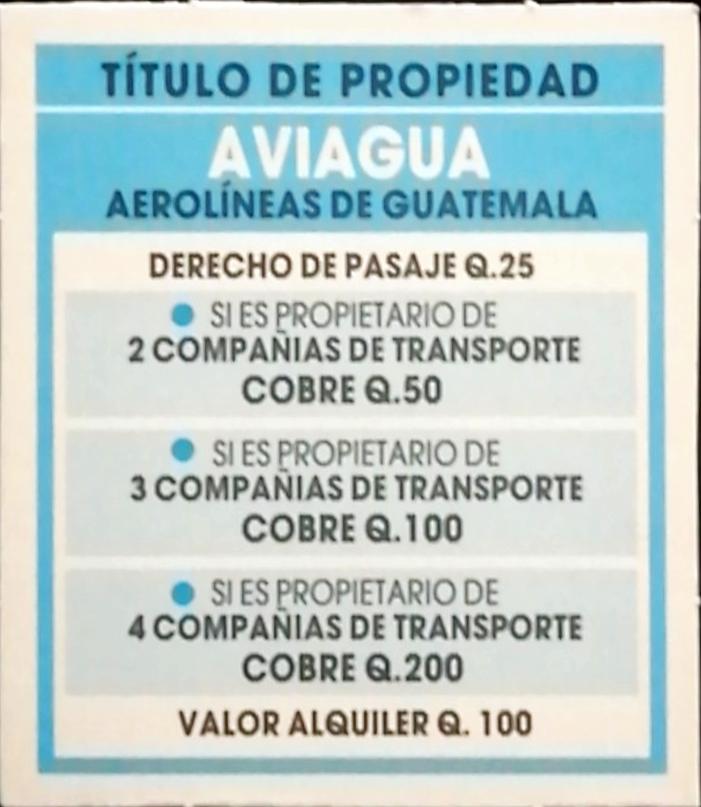 TÍTULO DE PROPIEDAD
AVIAGUA
AEROLÍNEAS DE GUATEMALA
DERECHO DE PASAJE Q.25
● SI ES PROPIETARIO DE
2 COMPAÑIAS DE TRANSPORTE
COBRE Q.50
● SI ES PROPIETARIO DE
3 COMPAÑIAS DE TRANSPORTE
COBRE Q.100
● SI ES PROPIETARIO DE
4 COMPAÑIAS DE TRANSPORTE
COBRE Q.200
VALOR ALQUILER Q. 100